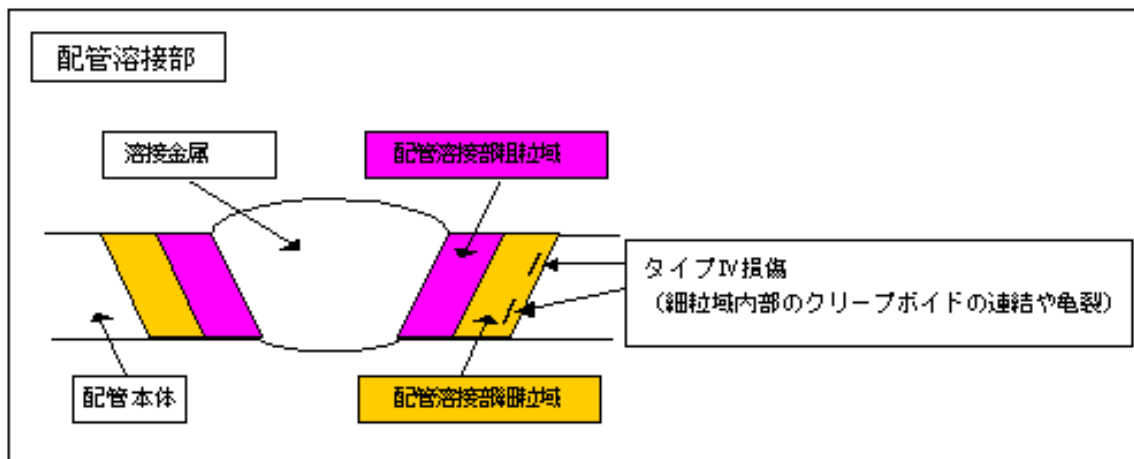 配管溶接部
溶接金属
配管溶接部粗粒域
タイプⅣ損傷
（細粒域内部のクリープボイドの連結や亀裂）
配管本体
配管溶接部細粒域